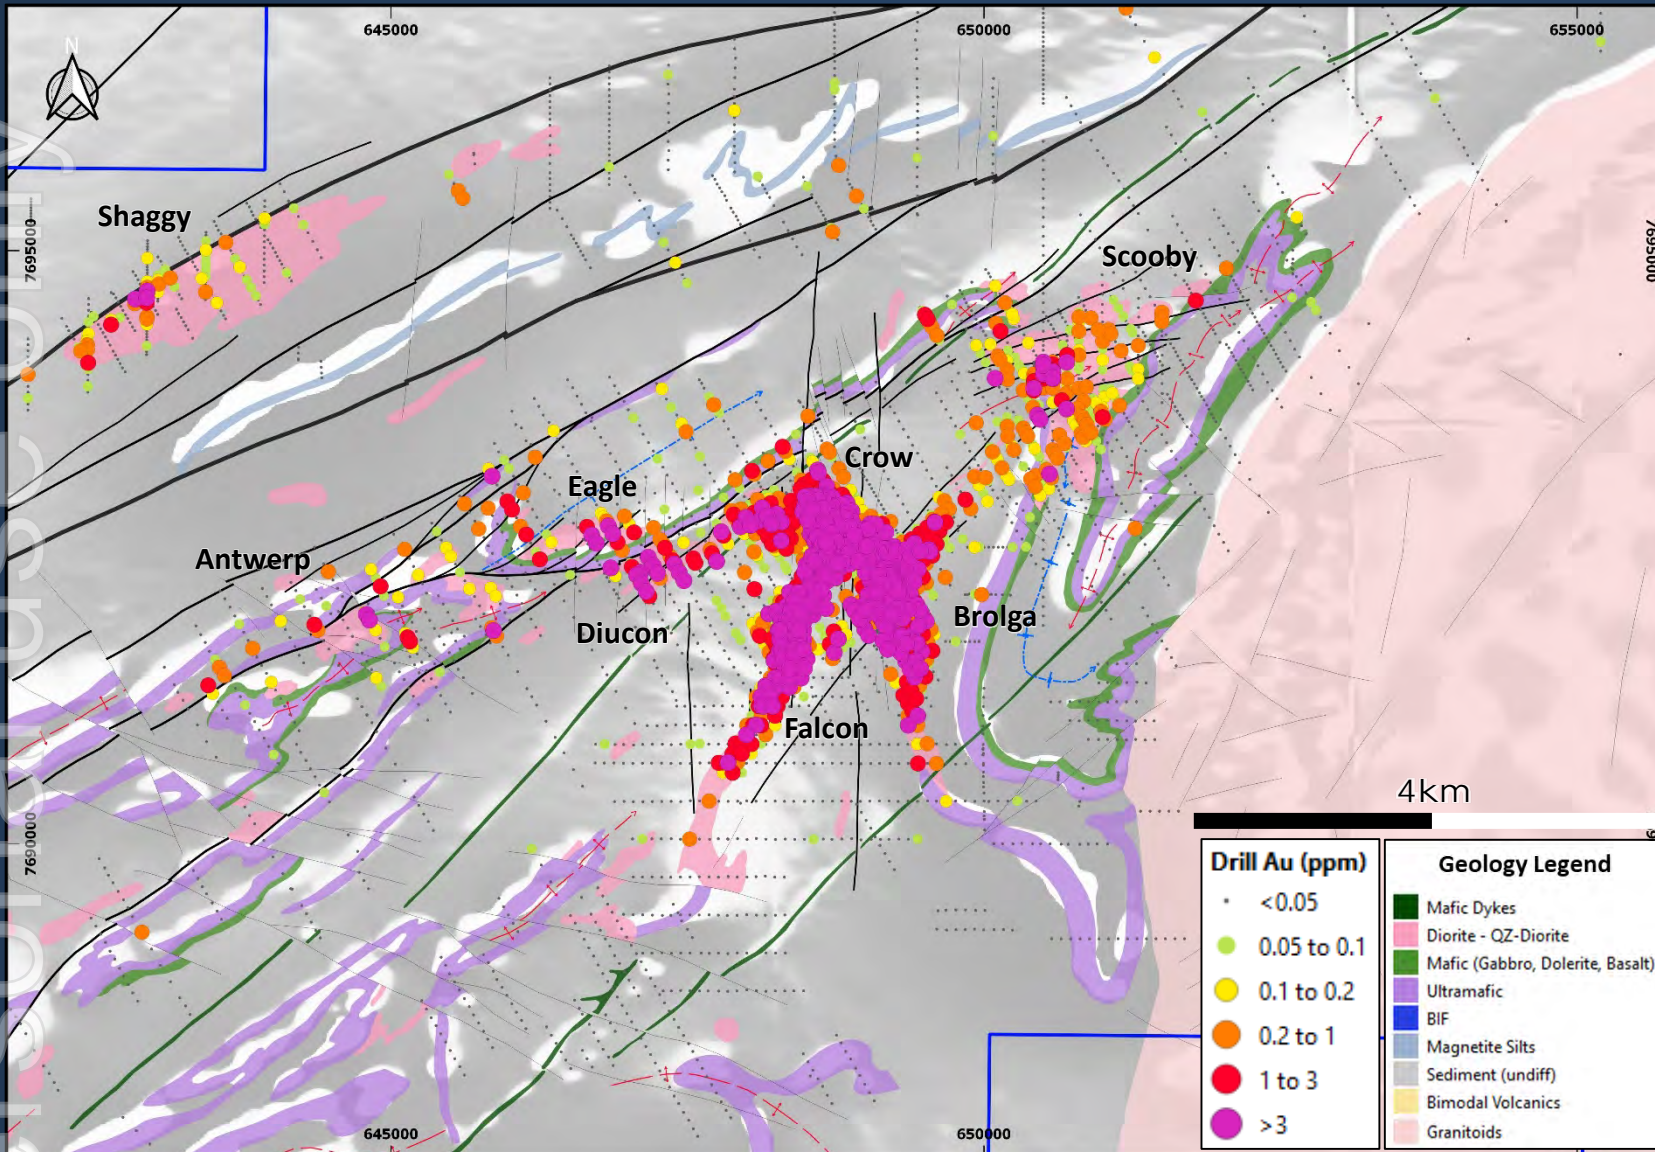 645000
650000
655000
N
Shaggy
7695000
7695000
Scooby
Crow
Eagle
Antwerp
Brolga
Diucon
Falcon
7690000
4km
Drill Au (ppm)
<0.05
0.05 to 0.1
0.1 to 0.2
0.2 to 1
1 to 3
>3
Geology Legend
Mafic Dykes
Diorite - QZ-Diorite
Mafic (Gabbro, Dolerite, Basalt)
Ultramafic
BIF
Magnetite Silts
Sediment (undiff)
Bimodal Volcanics
Granitoids
645000
650000